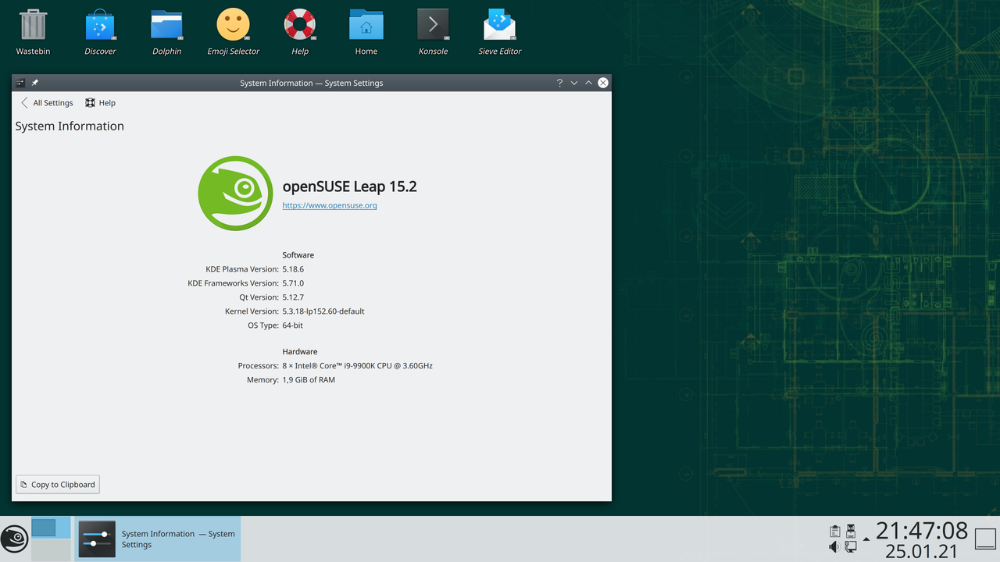 Wastebin
Discover
Dolphin
Emoji Selector
Help
Home
Konsole
Sieve Editor
System Information — System Settings
All Settings
Help
System Information
openSUSE Leap 15.2
https://www.opensuse.org
Software
KDE Plasma Version: 5.18.6
KDE Frameworks Version: 5.71.0
Qt Version: 5.12.7
Kernel Version: 5.3.18-lp152.60-default
OS Type: 64-bit
Hardware
Processors: 8 × Intel® Core™ i9-9900K CPU @ 3.60GHz
Memory: 1,9 GiB of RAM
Copy to Clipboard
System Information — System
Settings
21:47:08
25.01.21